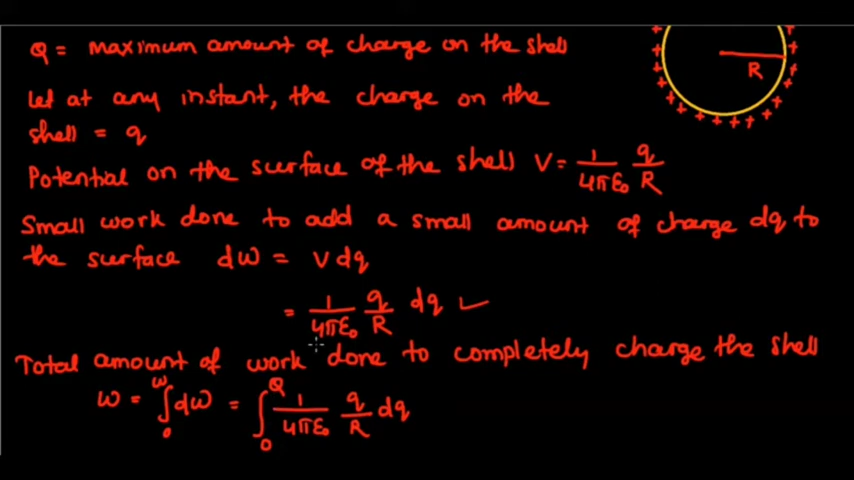 Q = maximum amount of charge on the shell
Let at any instant, the charge on the
shell = q
Potential on the surface of the shell V = 1/4πε₀ q/R
Small work done to add a small amount of charge dq to
the surface dw = Vdq
= 1/4πε₀ q/R dq ✓
Total amount of work done to completely charge the shell
w = ∫₀ʷ dw = ∫₀^Q 1/4πε₀ q/R dq
+ + + + + + + + + + + + + + + + + +
R